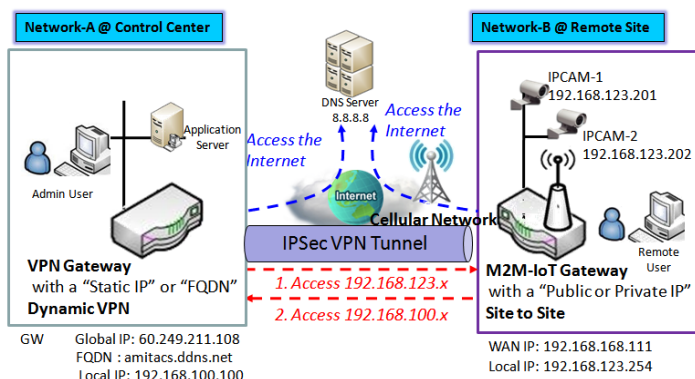 Network-A @ Control Center
Network-B @ Remote Site
DNS Server
8.8.8.8
Access the
Internet
Access the
Internet
Application
Server
Admin User
IPCAM-1
192.168.123.201
IPCAM-2
192.168.123.202
Internet
Cellular Network
IPSec VPN Tunnel
Remote
User
VPN Gateway
with a “Static IP” or “FQDN”
Dynamic VPN
1. Access 192.168.123.x
2. Access 192.168.100.x
M2M-IoT Gateway
with a “Public or Private IP”
Site to Site
GW Global IP: 60.249.211.108
FQDN : amitacs.ddns.net
Local IP: 192.168.100.100
WAN IP: 192.168.168.111
Local IP: 192.168.123.254